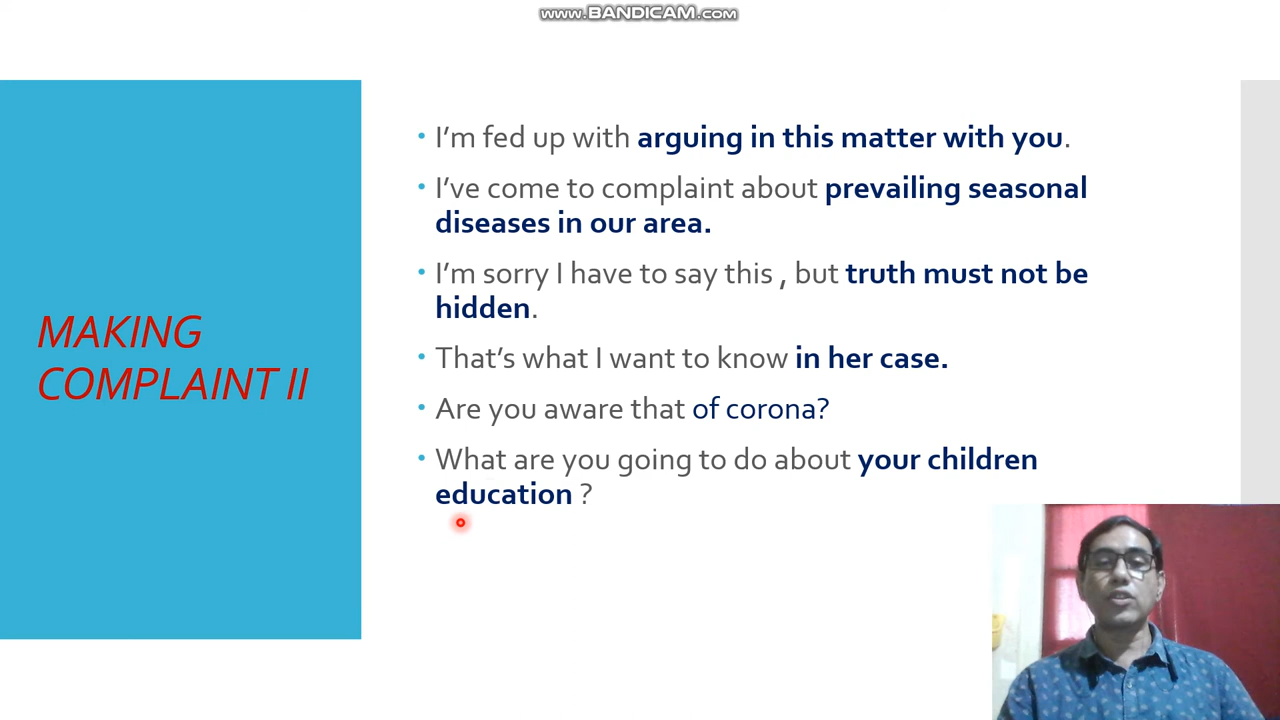 www.BANDICAM.com
MAKING
COMPLAINT II
• I’m fed up with arguing in this matter with you.
• I’ve come to complaint about prevailing seasonal
diseases in our area.
• I’m sorry I have to say this , but truth must not be
hidden.
• That’s what I want to know in her case.
• Are you aware that of corona?
• What are you going to do about your children
education ?